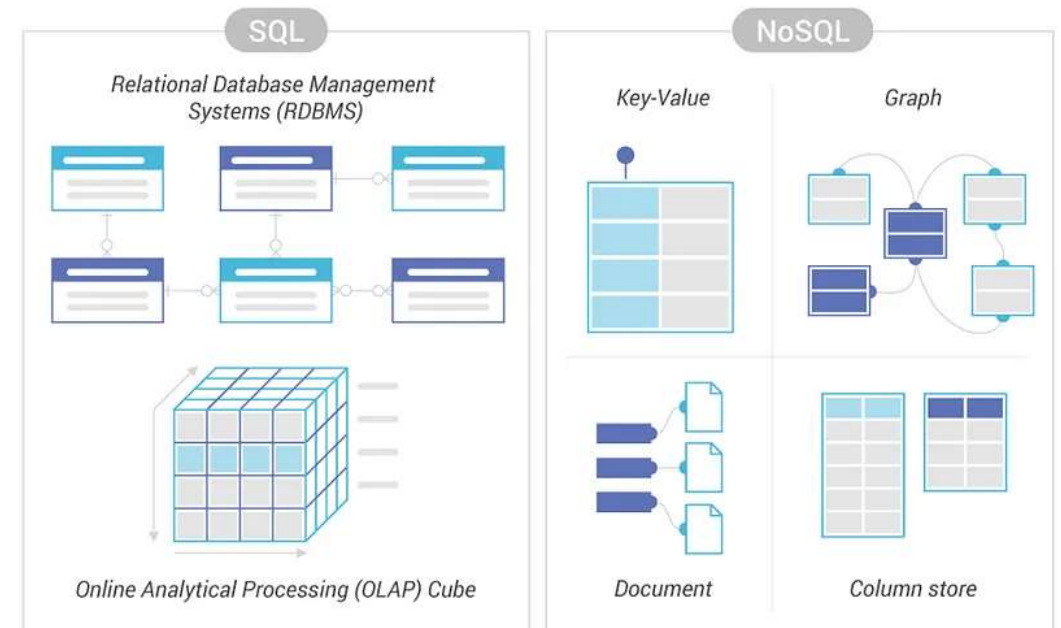 SQL
Relational Database Management
Systems (RDBMS)
Online Analytical Processing (OLAP) Cube
NoSQL
Key-Value
Graph
Document
Column store